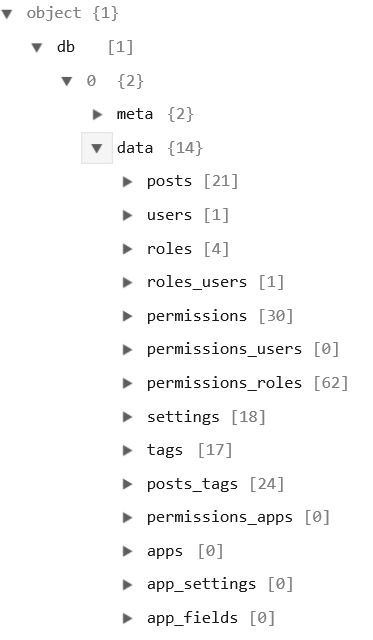 object {1}
db [1]
0 {2}
meta {2}
data {14}
posts [21]
users [1]
roles [4]
roles_users [1]
permissions [30]
permissions_users [0]
permissions_roles [62]
settings [18]
tags [17]
posts_tags [24]
permissions_apps [0]
apps [0]
app_settings [0]
app_fields [0]